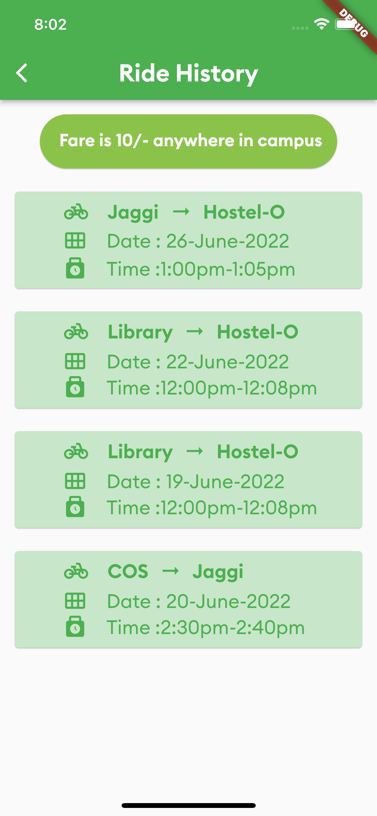 8:02
DEBUG
Ride History
Fare is 10/- anywhere in campus
Jaggi → Hostel-O
Date : 26-June-2022
Time :1:00pm-1:05pm
Library → Hostel-O
Date : 22-June-2022
Time :12:00pm-12:08pm
Library → Hostel-O
Date : 19-June-2022
Time :12:00pm-12:08pm
COS → Jaggi
Date : 20-June-2022
Time :2:30pm-2:40pm